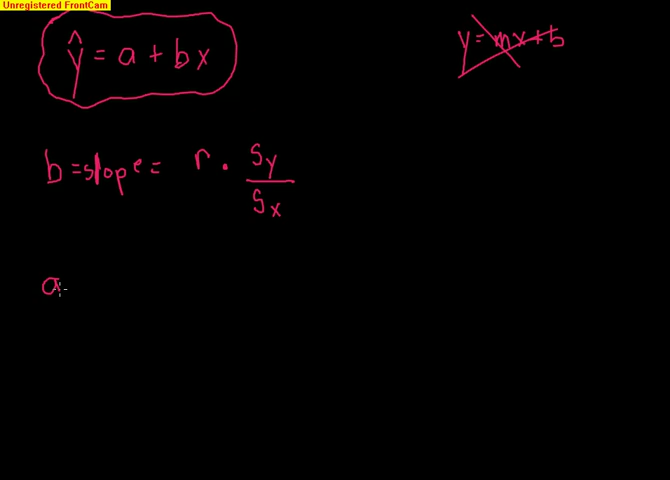 Unregistered FrontCam
ŷ = a + bx
y = mx + b
b = slope = r · Sy/Sx
a